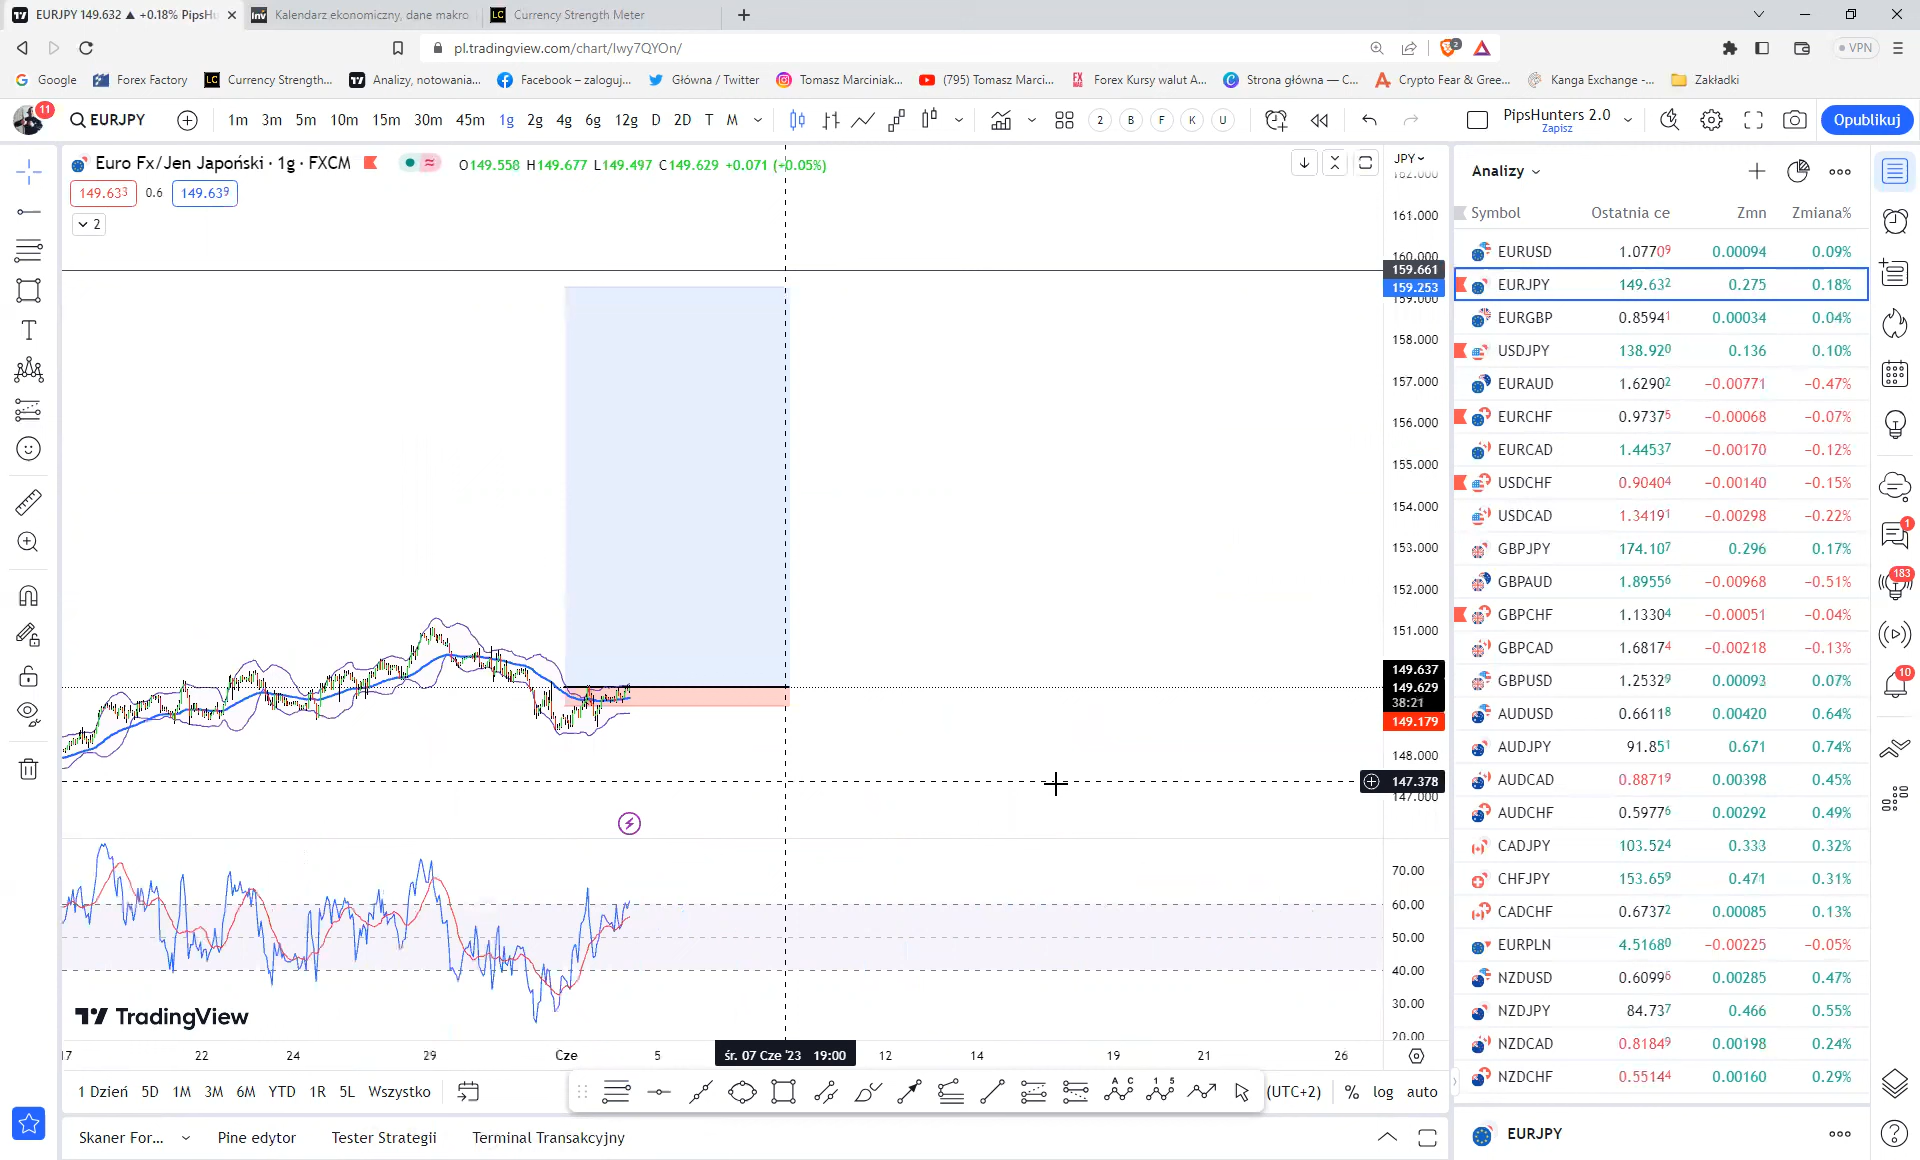 EURJPY 149.632 ▲ +0.18% PipsHu
Kalendarz ekonomiczny, dane makro
Currency Strength Meter
pl.tradingview.com/chart/lwy7QYOn/
2
VPN
Google
Forex Factory
Currency Strength...
Analizy, notowania...
Facebook – zaloguj...
Główna / Twitter
Tomasz Marciniak...
(795) Tomasz Marci...
Forex Kursy walut A...
Strona główna — C...
Crypto Fear & Gree...
Kanga Exchange -...
Zakładki
11
EURJPY
1m 3m 5m 10m 15m 30m 45m 1g 2g 4g 6g 12g D 2D T M
2 B F K U
PipsHunters 2.0
Zapisz
Opublikuj
Euro Fx/Jen Japoński · 1g · FXCM
O149.558 H149.677 L149.497 C149.629 +0.071 (+0.05%)
149.633 0.6 149.639
2
JPY
162.000
161.000
160.000
159.661
159.253
159.000
158.000
157.000
156.000
155.000
154.000
153.000
152.000
151.000
149.637
149.629
38:21
149.179
148.000
147.378
147.000
70.00
60.00
50.00
40.00
30.00
20.00
TradingView
17 22 24 29 Cze 5 śr. 07 Cze '23 19:00 12 14 19 21 26
1 Dzień 5D 1M 3M 6M YTD 1R 5L Wszystko
(UTC+2) % log auto
Skaner For... Pine edytor Tester Strategii Terminal Transakcyjny
Analizy
Symbol Ostatnia ce Zmn Zmiana%
EURUSD 1.07709 0.00094 0.09%
EURJPY 149.632 0.275 0.18%
EURGBP 0.85941 0.00034 0.04%
USDJPY 138.920 0.136 0.10%
EURAUD 1.62902 −0.00771 −0.47%
EURCHF 0.97375 −0.00068 −0.07%
EURCAD 1.44537 −0.00170 −0.12%
USDCHF 0.90404 −0.00140 −0.15%
USDCAD 1.34191 −0.00298 −0.22%
GBPJPY 174.107 0.296 0.17%
GBPAUD 1.89556 −0.00968 −0.51%
GBPCHF 1.13304 −0.00051 −0.04%
GBPCAD 1.68174 −0.00218 −0.13%
GBPUSD 1.25329 0.00093 0.07%
AUDUSD 0.66118 0.00420 0.64%
AUDJPY 91.851 0.671 0.74%
AUDCAD 0.88719 0.00398 0.45%
AUDCHF 0.59776 0.00292 0.49%
CADJPY 103.524 0.333 0.32%
CHFJPY 153.659 0.471 0.31%
CADCHF 0.67372 0.00085 0.13%
EURPLN 4.51680 −0.00225 −0.05%
NZDUSD 0.60996 0.00285 0.47%
NZDJPY 84.737 0.466 0.55%
NZDCAD 0.81849 0.00198 0.24%
NZDCHF 0.55144 0.00160 0.29%
EURJPY
1
183
10